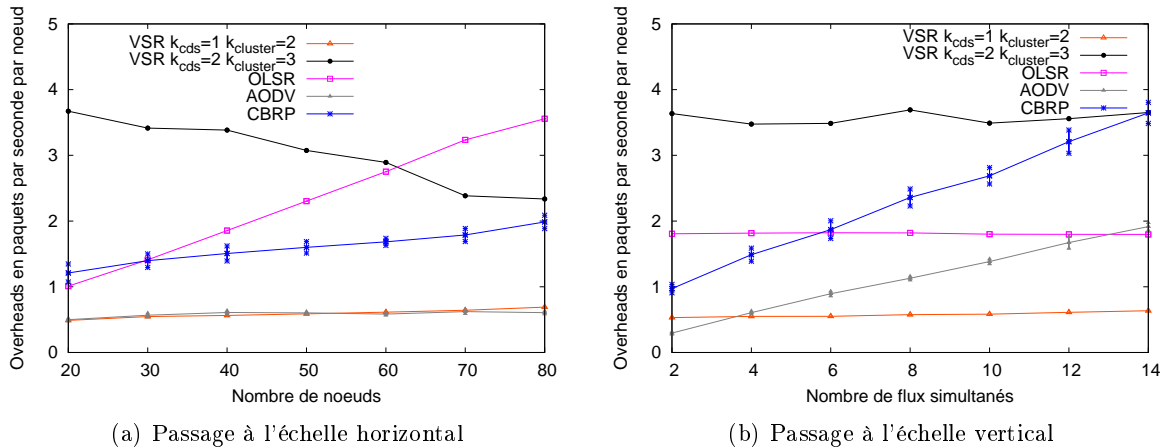 Overheads en paquets par seconde par noeud
5
4
3
2
1
0
VSR kcds=1 kcluster=2
VSR kcds=2 kcluster=3
OLSR
AODV
CBRP
20 30 40 50 60 70 80
Nombre de noeuds
(a) Passage à l'échelle horizontal
Overheads en paquets par seconde par noeud
5
4
3
2
1
0
VSR kcds=1 kcluster=2
VSR kcds=2 kcluster=3
OLSR
AODV
CBRP
2 4 6 8 10 12 14
Nombre de flux simultanés
(b) Passage à l'échelle vertical